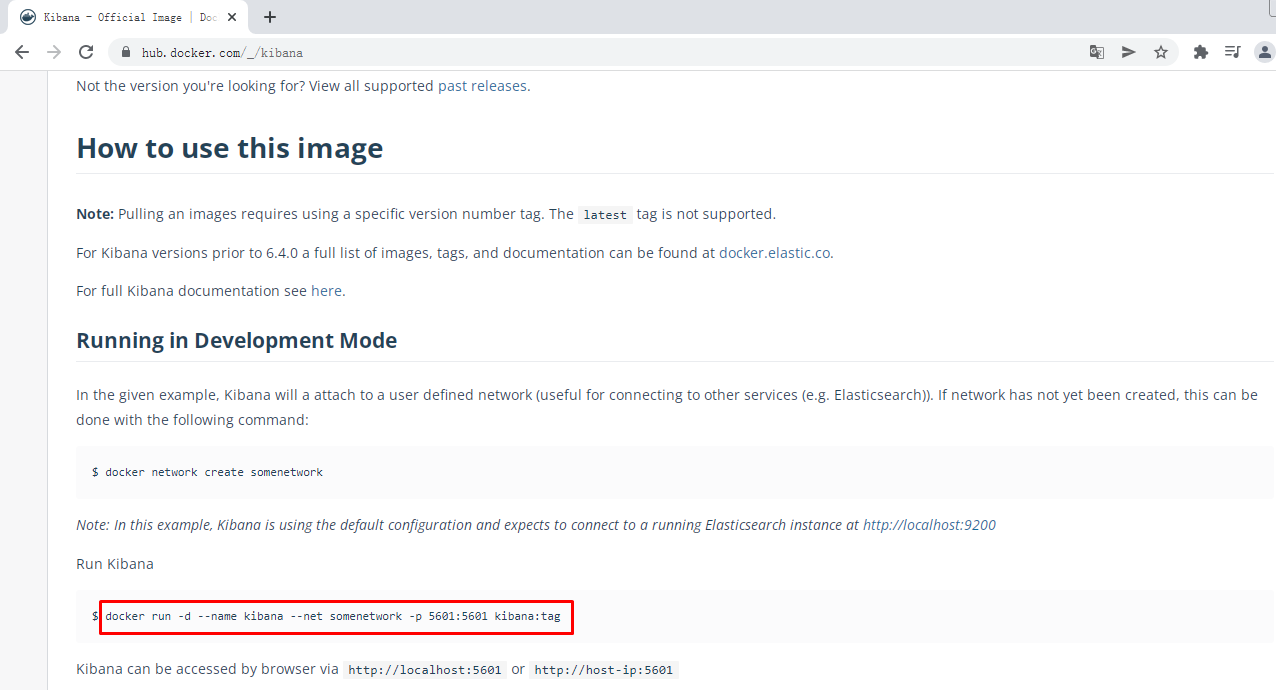 Kibana - Official Image | Doc
hub.docker.com/_/kibana
Not the version you're looking for? View all supported past releases.
How to use this image
Note: Pulling an images requires using a specific version number tag. The latest tag is not supported.
For Kibana versions prior to 6.4.0 a full list of images, tags, and documentation can be found at docker.elastic.co.
For full Kibana documentation see here.
Running in Development Mode
In the given example, Kibana will a attach to a user defined network (useful for connecting to other services (e.g. Elasticsearch)). If network has not yet been created, this can be
done with the following command:
$ docker network create somenetwork
Note: In this example, Kibana is using the default configuration and expects to connect to a running Elasticsearch instance at http://localhost:9200
Run Kibana
$ docker run -d --name kibana --net somenetwork -p 5601:5601 kibana:tag
Kibana can be accessed by browser via http://localhost:5601 or http://host-ip:5601